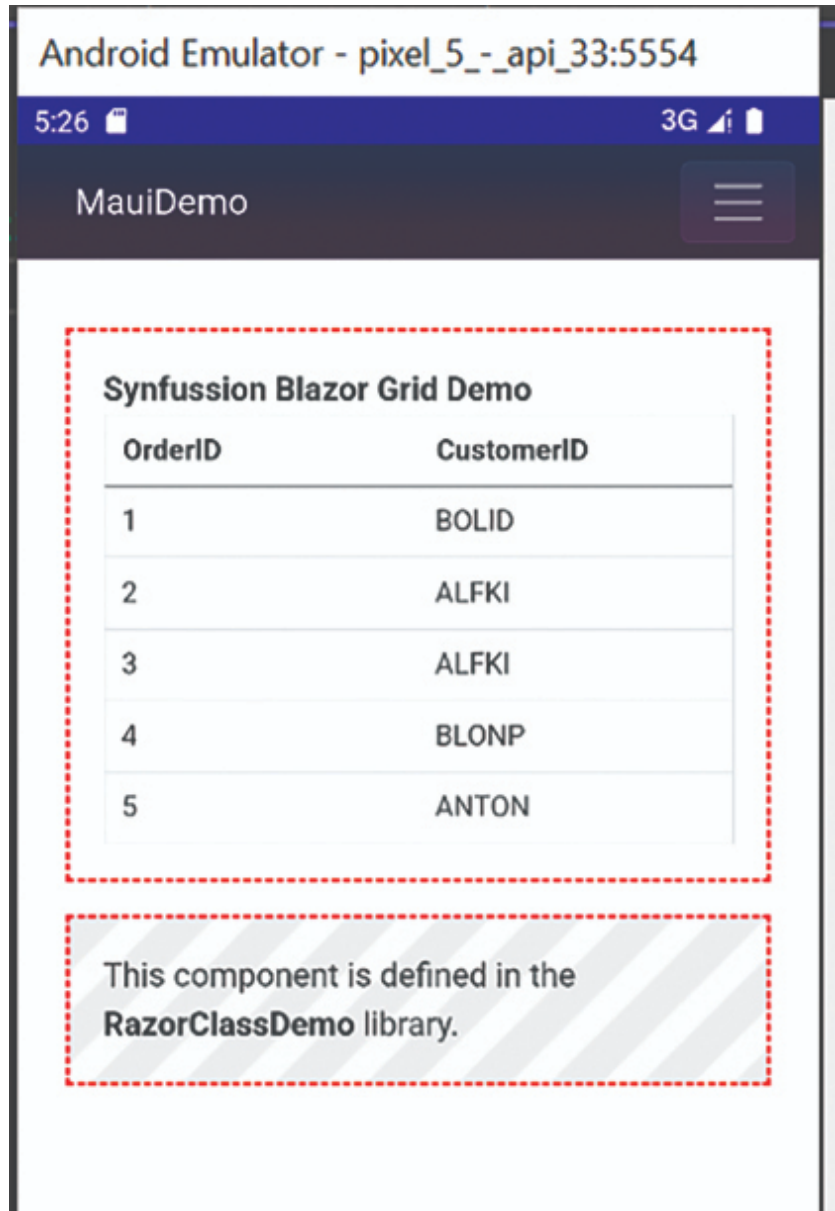 Android Emulator - pixel_5_-_api_33:5554
5:26 3G
MauiDemo
Synfussion Blazor Grid Demo
OrderID CustomerID
1 BOLID
2 ALFKI
3 ALFKI
4 BLONP
5 ANTON
This component is defined in the
RazorClassDemo library.